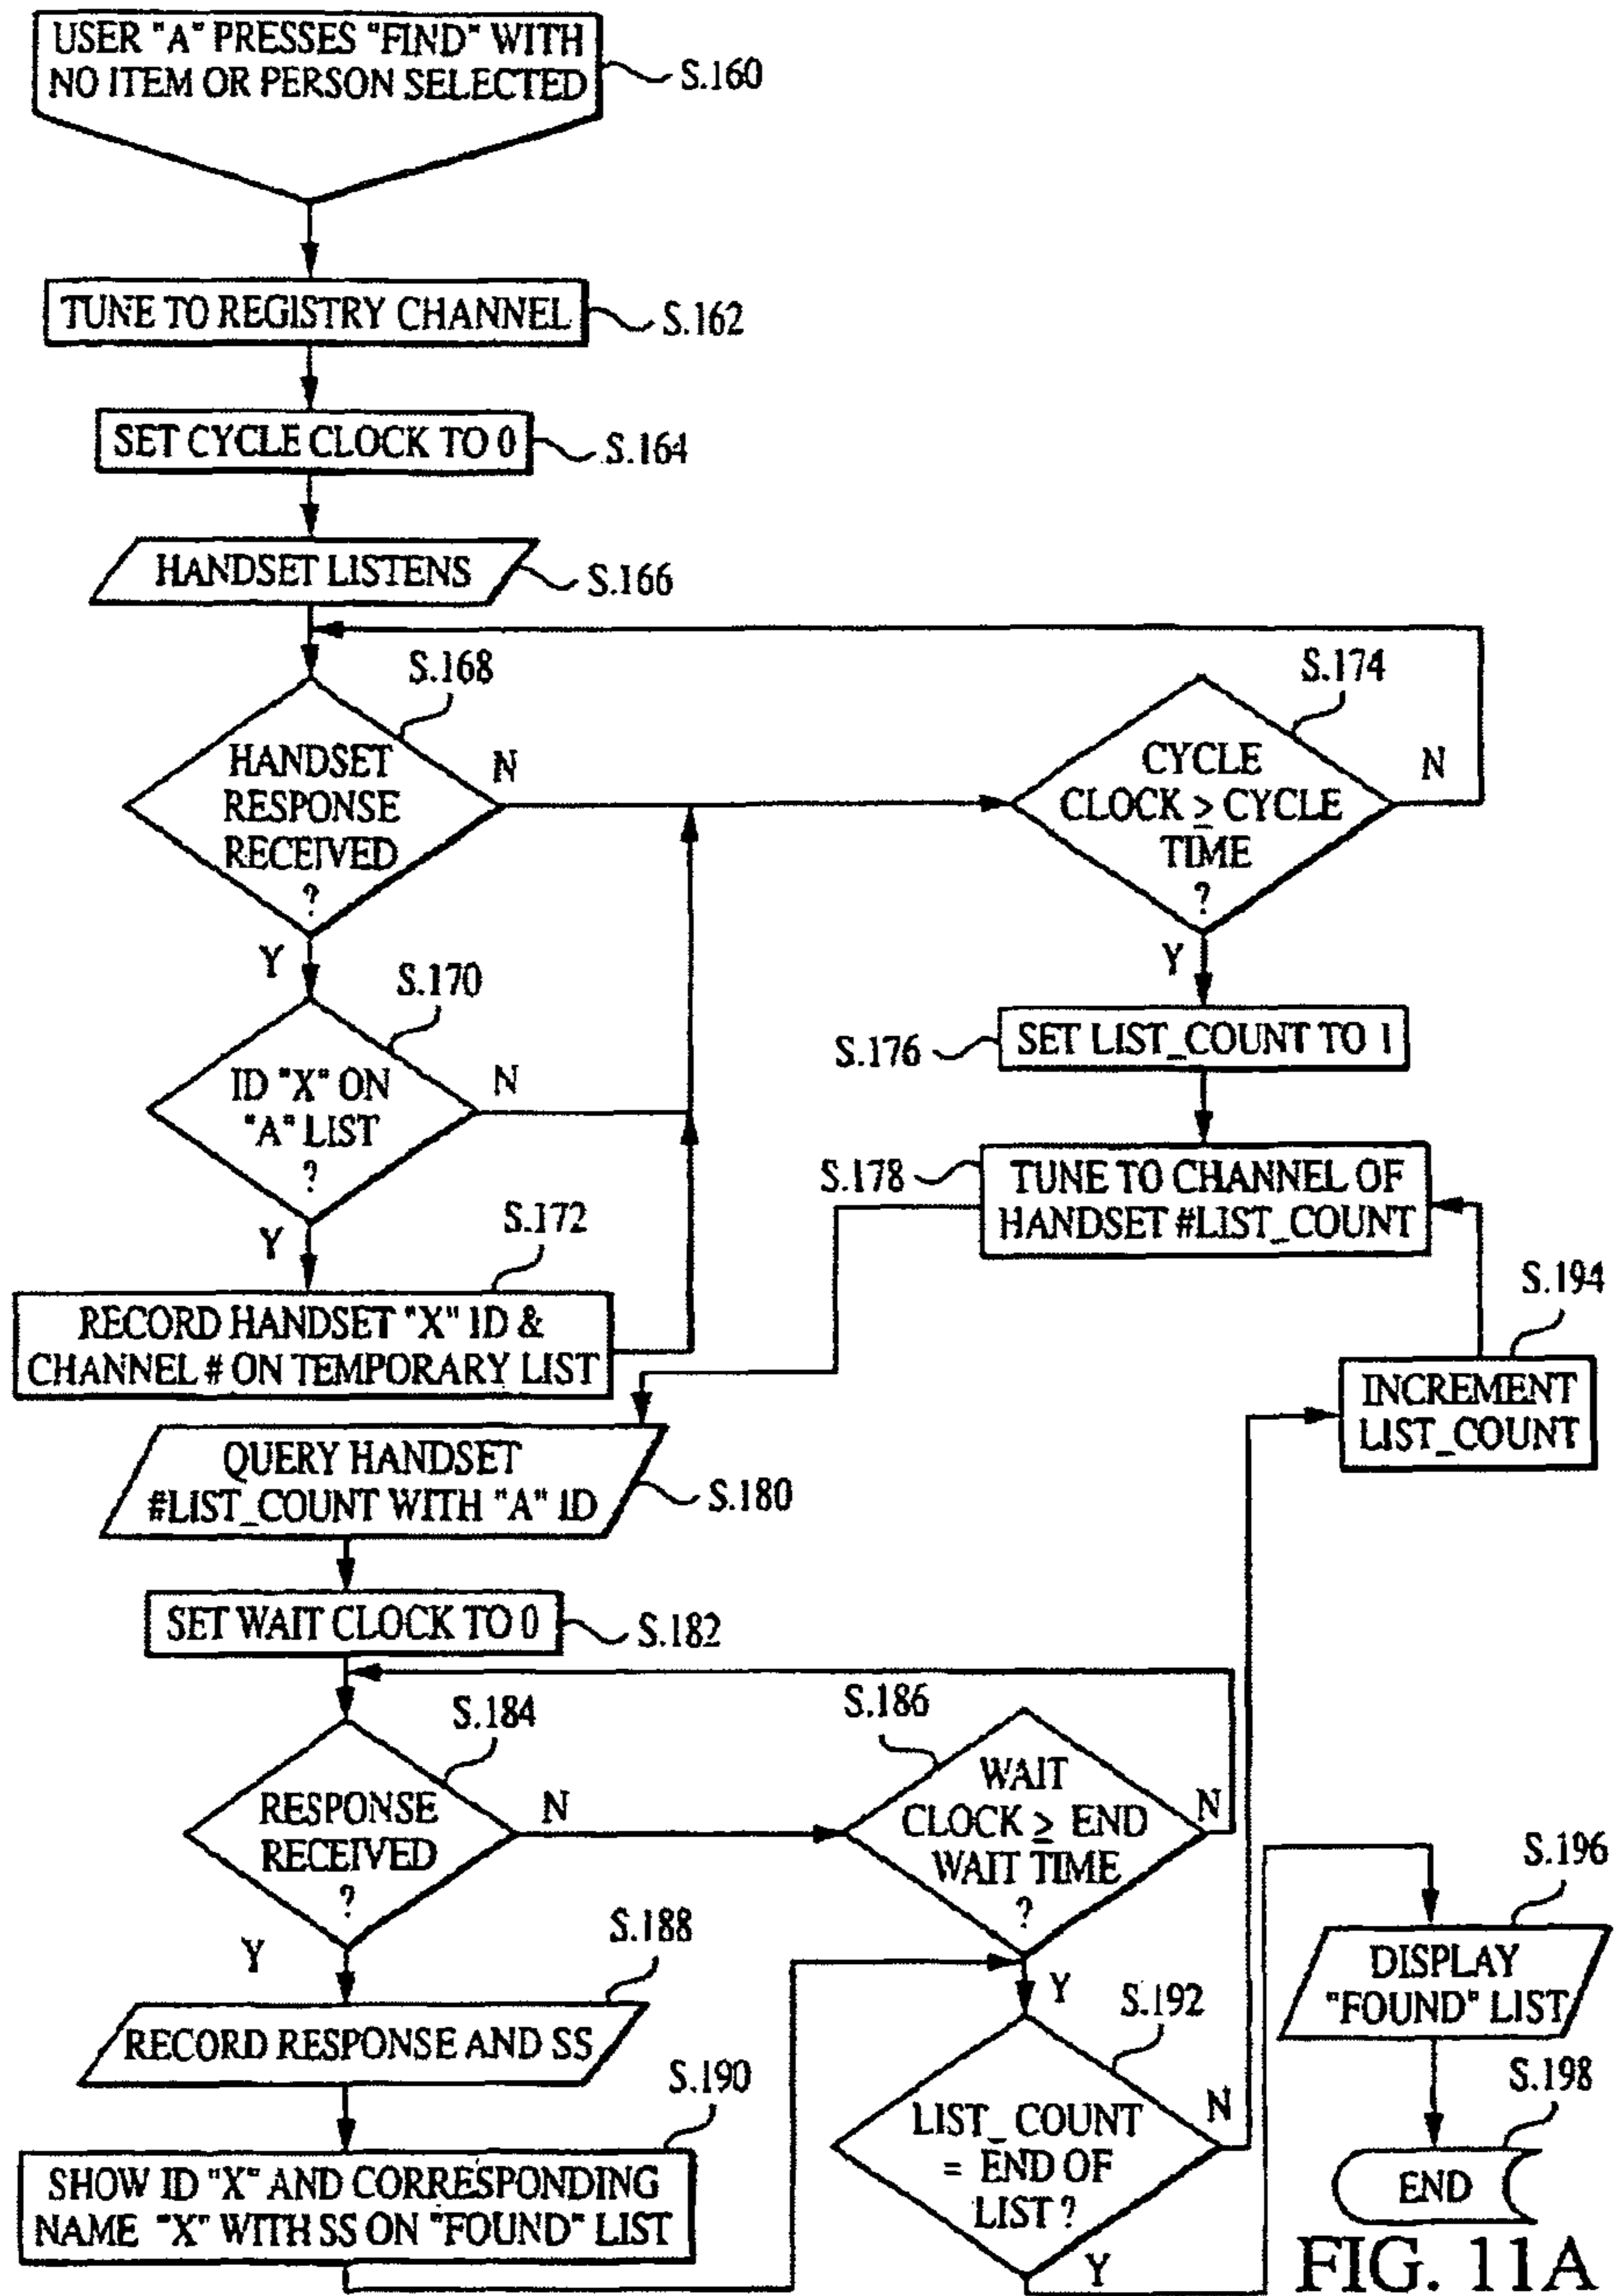 USER "A" PRESSES "FIND" WITH
NO ITEM OR PERSON SELECTED
S.160
TUNE TO REGISTRY CHANNEL
S.162
SET CYCLE CLOCK TO 0
S.164
HANDSET LISTENS
S.166
S.168
HANDSET
RESPONSE
RECEIVED
?
N
Y
S.174
CYCLE
CLOCK ≥ CYCLE
TIME
?
N
Y
S.170
ID "X" ON
"A" LIST
?
N
Y
S.176
SET LIST_COUNT TO 1
S.178
TUNE TO CHANNEL OF
HANDSET #LIST_COUNT
S.172
RECORD HANDSET "X" ID &
CHANNEL # ON TEMPORARY LIST
S.194
INCREMENT
LIST_COUNT
QUERY HANDSET
#LIST_COUNT WITH "A" ID
S.180
SET WAIT CLOCK TO 0
S.182
S.184
RESPONSE
RECEIVED
?
N
Y
S.186
WAIT
CLOCK ≥ END
WAIT TIME
?
N
Y
S.188
RECORD RESPONSE AND SS
S.190
SHOW ID "X" AND CORRESPONDING
NAME "X" WITH SS ON "FOUND" LIST
S.192
LIST_COUNT
= END OF
LIST ?
N
Y
S.196
DISPLAY
"FOUND" LIST
S.198
END
FIG. 11A